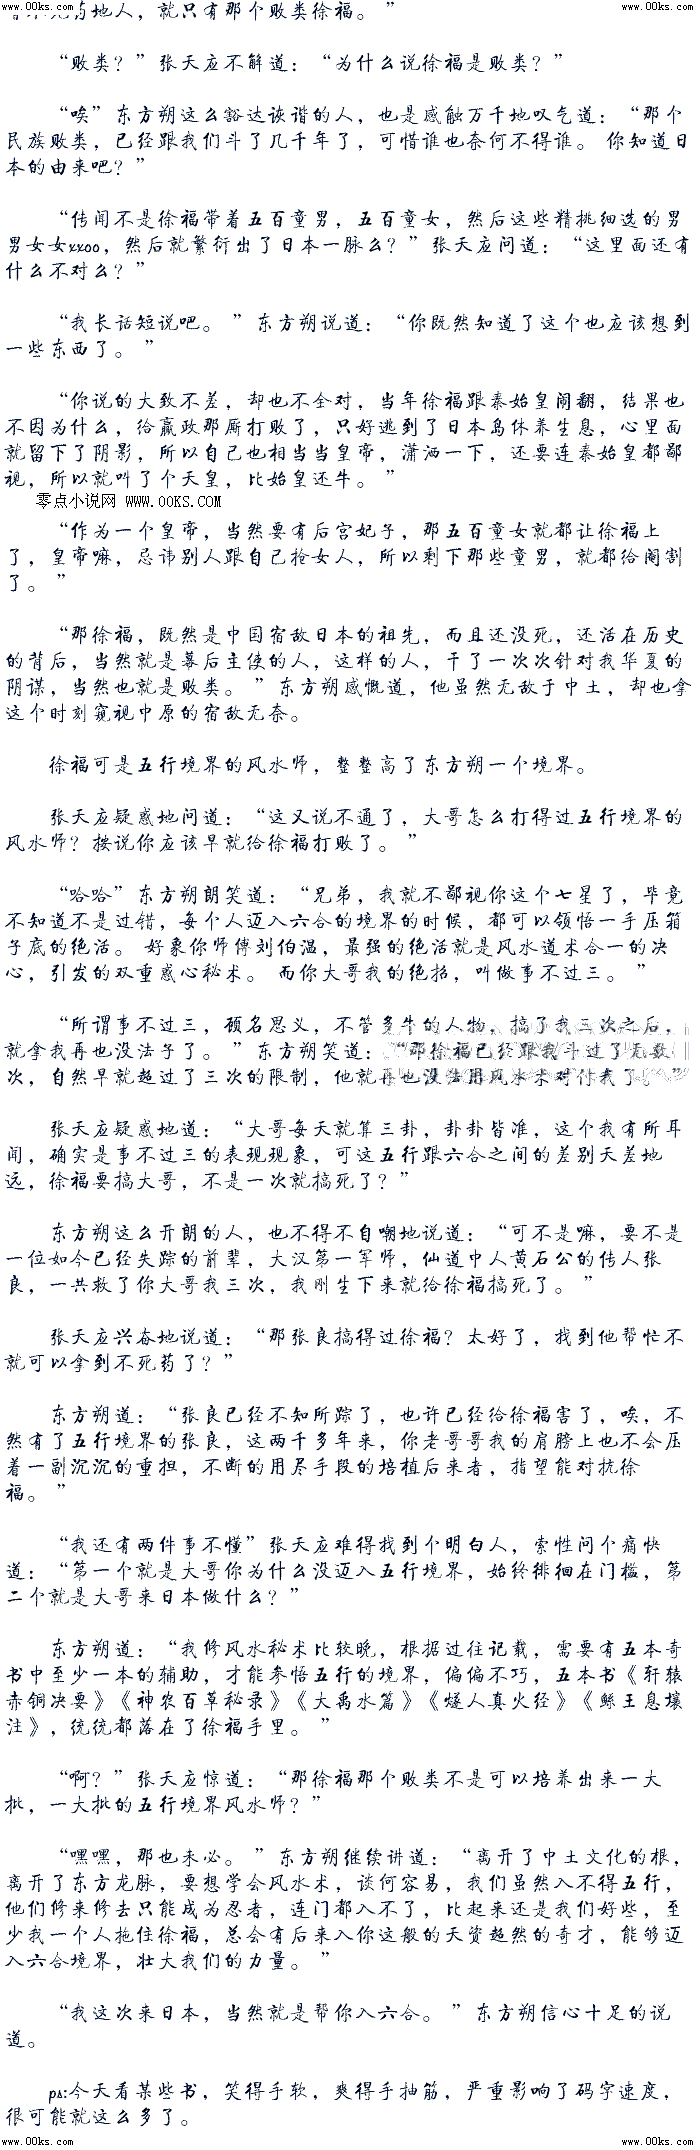 www.00ks.com www.00ks.com
地人，就只有那个败类徐福。”
“败类？”张天应不解道：“为什么说徐福是败类？”
“唉”东方朔这么豁达诙谐的人，也是感触万千地叹气道：“那个
民族败类，已经跟我们斗了几千年了，可惜谁也奈何不得谁。 你知道日
本的由来吧？”
“传闻不是徐福带着五百童男，五百童女，然后这些精挑细选的男
男女女xxoo，然后就繁衍出了日本一脉么？”张天应问道：“这里面还有
什么不对么？”
“我长话短说吧。 ”东方朔说道：“你既然知道了这个也应该想到
一些东西了。”
“你说的大致不差，却也不全对，当年徐福跟秦始皇闹翻，结果也
不因为什么，给嬴政那厮打败了，只好逃到了日本岛休养生息，心里面
就留下了阴影，所以自己也相当当皇帝，潇洒一下，还要连秦始皇都鄙
视，所以就叫了个天皇，比始皇还牛。”
零点小说网 www.00KS.COM
“作为一个皇帝，当然要有后宫妃子，那五百童女就都让徐福上
了，皇帝嘛，忌讳别人跟自己抢女人，所以剩下那些童男，就都给阉割
了。”
“那徐福，既然是中国宿敌日本的祖先，而且还没死，还活在历史
的背后，当然就是幕后主使的人，这样的人，干了一次次针对我华夏的
阴谋，当然也就是败类。 ”东方朔感慨道，他虽然无敌于中土，却也拿
这个时刻窥视中原的宿敌无奈。
徐福可是五行境界的风水师，整整高了东方朔一个境界。
张天应疑惑地问道：“这又说不通了，大哥怎么打得过五行境界的
风水师？按说你应该早就给徐福打败了。”
“哈哈”东方朔朗笑道：“兄弟，我就不鄙视你这个七星了，毕竟
不知道不是过错，每个人迈入六合的境界的时候，都可以领悟一手压箱
子底的绝活。 好象你师傅刘伯温，最强的绝活就是风水道术合一的决
心，引发的双重惑心秘术。 而你大哥我的绝招，叫做事不过三。 ”
“所谓事不过三，顾名思义，不管多牛的人物，搞了我三次之后，
就拿我再也没法子了。 ”东方朔笑道：“那徐福已经跟我斗过了无数
次，自然早就超过了三次的限制，他就再也没法用风水术对付我了。”
张天应疑惑地道：“大哥每天就算三卦，卦卦皆准，这个我有所耳
闻，确实是事不过三的表现现象，可这五行跟六合之间的差别天差地
远，徐福要搞大哥，不是一次就搞死了？”
东方朔这么开朗的人，也不得不自嘲地说道：“可不是嘛，要不是
一位如今已经失踪的前辈，大汉第一军师，仙道中人黄石公的传人张
良，一共救了你大哥我三次，我刚生下来就给徐福搞死了。”
张天应兴奋地说道：“那张良搞得过徐福？太好了，找到他帮忙不
就可以拿到不死药了？”
东方朔道：“张良已经不知所踪了，也许已经给徐福害了，唉，不
然有了五行境界的张良，这两千多年来，你老哥哥我的肩膀上也不会压
着一副沉沉的重担，不断的用尽手段的培植后来者，指望能对抗徐
福。”
“我还有两件事不懂”张天应难得找到个明白人，索性问个痛快
道：“第一个就是大哥你为什么没迈入五行境界，始终徘徊在门槛，第
二个就是大哥来日本做什么？”
东方朔道：“我修风水秘术比较晚，根据过往记载，需要有五本奇
书中至少一本的辅助，才能参悟五行的境界，偏偏不巧，五本书《轩辕
赤铜决要》《神农百草秘录》《大禹水篇》《燧人真火经》《鲧王息壤
注》，统统都落在了徐福手里。”
“啊？”张天应惊道：“那徐福那个败类不是可以培养出来一大
批，一大批的五行境界风水师？”
“嘿嘿，那也未必。 ”东方朔继续讲道：“离开了中土文化的根，
离开了东方龙脉，要想学会风水术，谈何容易，我们虽然入不得五行，
他们修来修去只能成为忍者，连门都入不了，比起来还是我们好些，至
少我一个人拖住徐福，总会有后来入你这般的天资超然的奇才，能够迈
入六合境界，壮大我们的力量。”
“我这次来日本，当然就是帮你入六合。 ”东方朔信心十足的说
道。
ps:今天看某些书，笑得手软，爽得手抽筋，严重影响了码字速度，
很可能就这么多了。
www.00ks.com www.00ks.com